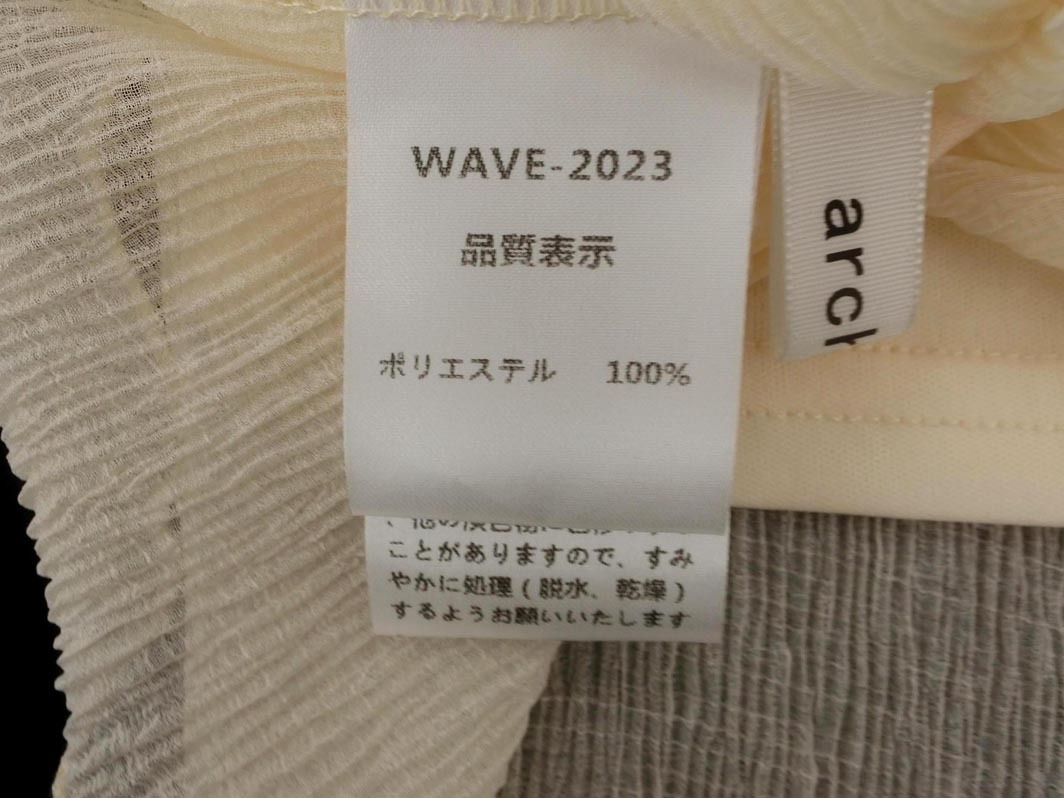 WAVE-2023
品質表示
ポリエステル 100%
ことがありますので、すみ
やかに処理(脱水、乾燥)
するようお願いいたします
arch